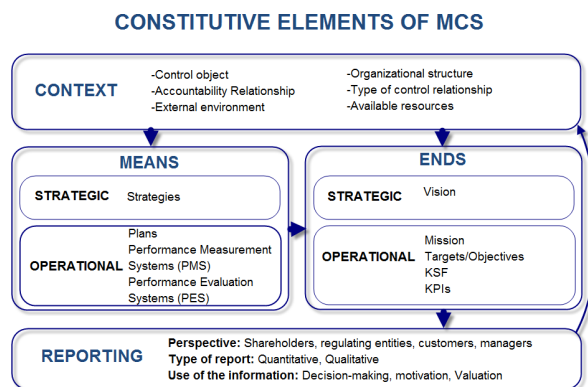 CONSTITUTIVE ELEMENTS OF MCS
CONTEXT
-Control object
-Accountability Relationship
-External environment
-Organizational structure
-Type of control relationship
-Available resources
MEANS
STRATEGIC
Strategies
OPERATIONAL
Plans
Performance Measurement
Systems (PMS)
Performance Evaluation
Systems (PES)
ENDS
STRATEGIC
Vision
OPERATIONAL
Mission
Targets/Objectives
KSF
KPIs
REPORTING
Perspective: Shareholders, regulating entities, customers, managers
Type of report: Quantitative, Qualitative
Use of the information: Decision-making, motivation, Valuation